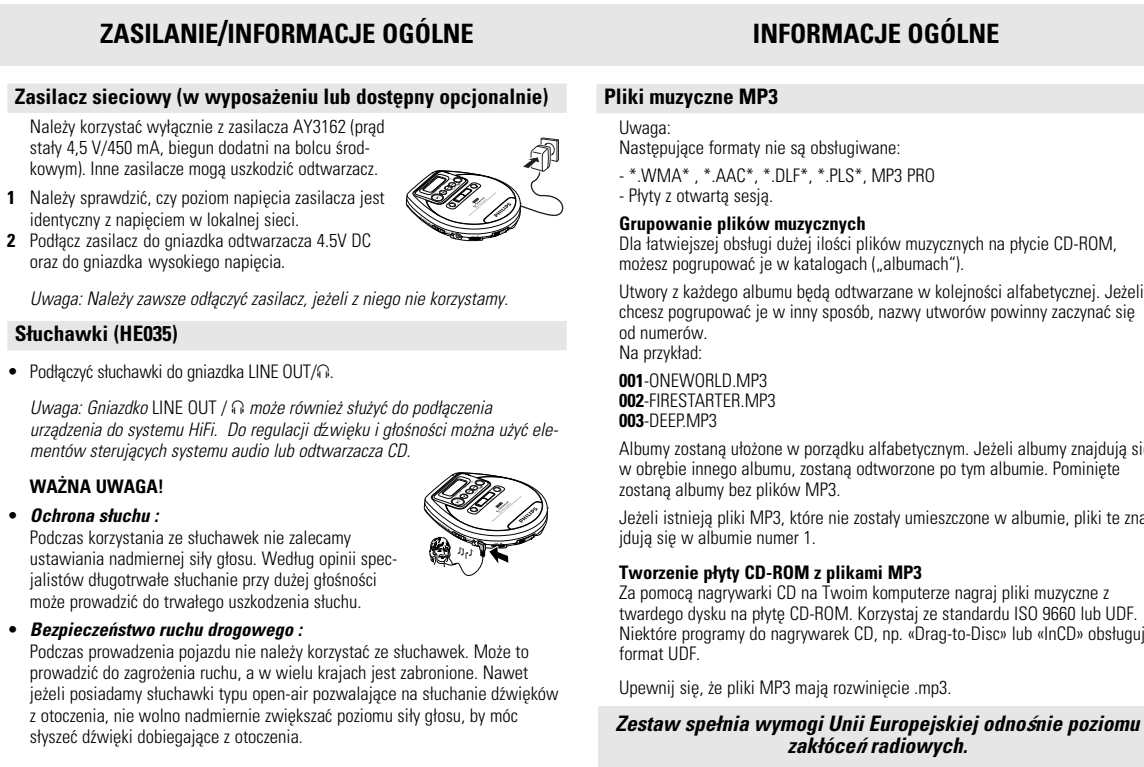 ZASILANIE/INFORMACJE OGÓLNE
Zasilacz sieciowy (w wyposażeniu lub dostępny opcjonalnie)
Należy korzystać wyłącznie z zasilacza AY3162 (prąd
stały 4,5 V/450 mA, biegun dodatni na bolcu środ-
kowym). Inne zasilacze mogą uszkodzić odtwarzacz.
1 Należy sprawdzić, czy poziom napięcia zasilacza jest
identyczny z napięciem w lokalnej sieci.
2 Podłącz zasilacz do gniazdka odtwarzacza 4.5V DC
oraz do gniazdka wysokiego napięcia.
Uwaga: Należy zawsze odłączyć zasilacz, jeżeli z niego nie korzystamy.
PHILIPS
Słuchawki (HE035)
• Podłączyć słuchawki do gniazdka LINE OUT/🎧.
Uwaga: Gniazdko LINE OUT / 🎧 może również służyć do podłączenia
urządzenia do systemu HiFi. Do regulacji dźwięku i głośności można użyć ele-
mentów sterujących systemu audio lub odtwarzacza CD.
WAŻNA UWAGA!
• Ochrona słuchu :
Podczas korzystania ze słuchawek nie zalecamy
ustawiania nadmiernej siły głosu. Według opinii spec-
jalistów długotrwałe słuchanie przy dużej głośności
może prowadzić do trwałego uszkodzenia słuchu.
PHILIPS
• Bezpieczeństwo ruchu drogowego :
Podczas prowadzenia pojazdu nie należy korzystać ze słuchawek. Może to
prowadzić do zagrożenia ruchu, a w wielu krajach jest zabronione. Nawet
jeżeli posiadamy słuchawki typu open-air pozwalające na słuchanie dźwięków
z otoczenia, nie wolno nadmiernie zwiększać poziomu siły głosu, by móc
słyszeć dźwięki dobiegające z otoczenia.
INFORMACJE OGÓLNE
Pliki muzyczne MP3
Uwaga:
Następujące formaty nie są obsługiwane:
- *.WMA* , *.AAC*, *.DLF*, *.PLS*, MP3 PRO
- Płyty z otwartą sesją.
Grupowanie plików muzycznych
Dla łatwiejszej obsługi dużej ilości plików muzycznych na płycie CD-ROM,
możesz pogrupować je w katalogach („albumach“).
Utwory z każdego albumu będą odtwarzane w kolejności alfabetycznej. Jeżeli
chcesz pogrupować je w inny sposób, nazwy utworów powinny zaczynać się
od numerów.
Na przykład:
001-ONEWORLD.MP3
002-FIRESTARTER.MP3
003-DEEP.MP3
Albumy zostaną ułożone w porządku alfabetycznym. Jeżeli albumy znajdują się
w obrębie innego albumu, zostaną odtworzone po tym albumie. Pominięte
zostaną albumy bez plików MP3.
Jeżeli istnieją pliki MP3, które nie zostały umieszczone w albumie, pliki te zna
jdują się w albumie numer 1.
Tworzenie płyty CD-ROM z plikami MP3
Za pomocą nagrywarki CD na Twoim komputerze nagraj pliki muzyczne z
twardego dysku na płytę CD-ROM. Korzystaj ze standardu ISO 9660 lub UDF.
Niektóre programy do nagrywarek CD, np. «Drag-to-Disc» lub «InCD» obsługuj
format UDF.
Upewnij się, że pliki MP3 mają rozwinięcie .mp3.
Zestaw spełnia wymogi Unii Europejskiej odnośnie poziomu
zakłóceń radiowych.